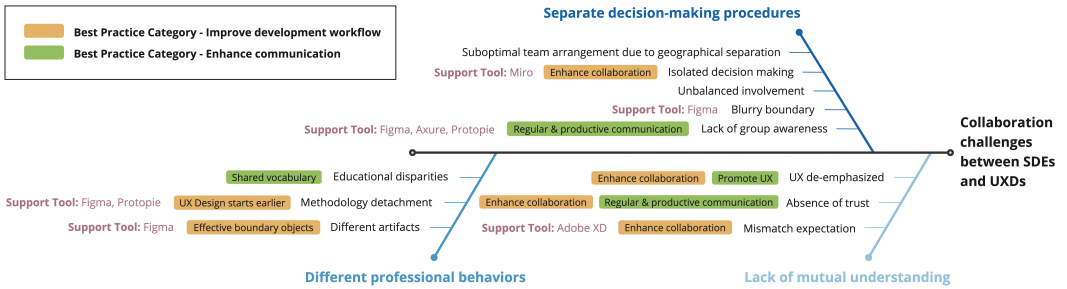 Separate decision-making procedures
Best Practice Category - Improve development workflow
Best Practice Category - Enhance communication
Suboptimal team arrangement due to geographical separation
Support Tool: Miro Enhance collaboration Isolated decision making
Unbalanced involvement
Support Tool: Figma Blurry boundary
Support Tool: Figma, Axure, Protopie Regular & productive communication Lack of group awareness
Collaboration
challenges
between SDEs
and UXDs
Shared vocabulary Educational disparities
Support Tool: Figma, Protopie UX Design starts earlier Methodology detachment
Support Tool: Figma Effective boundary objects Different artifacts
Different professional behaviors
Enhance collaboration Promote UX UX de-emphasized
Enhance collaboration Regular & productive communication Absence of trust
Support Tool: Adobe XD Enhance collaboration Mismatch expectation
Lack of mutual understanding